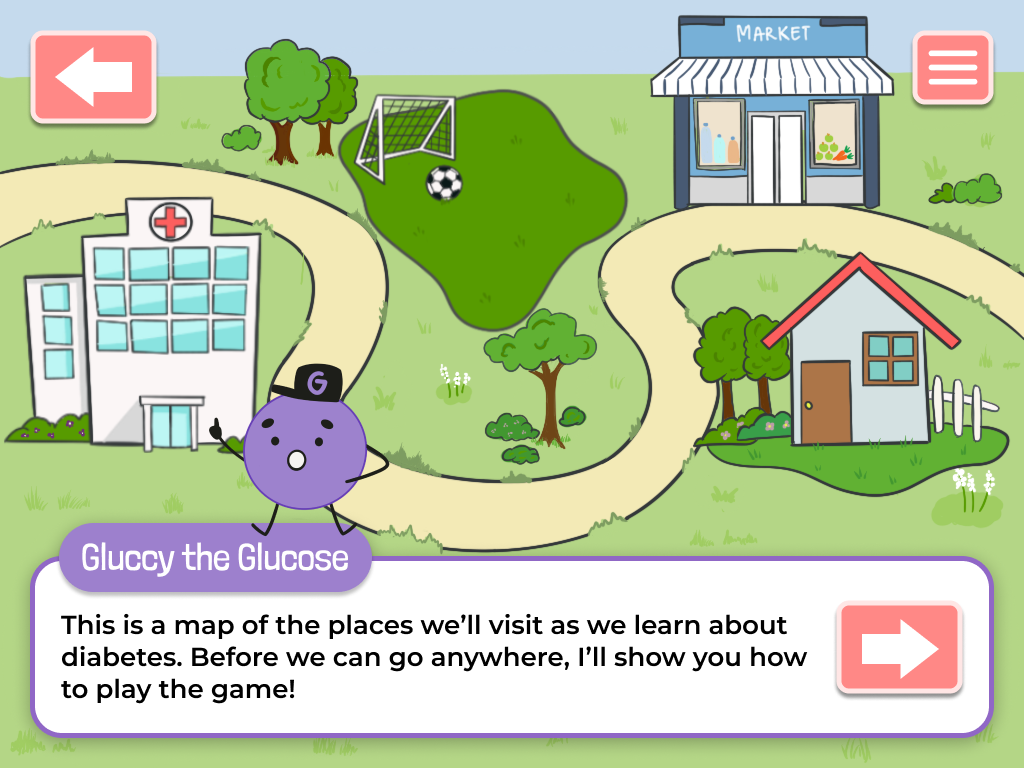 MARKET
G
Gluccy the Glucose
This is a map of the places we’ll visit as we learn about
diabetes. Before we can go anywhere, I’ll show you how
to play the game!